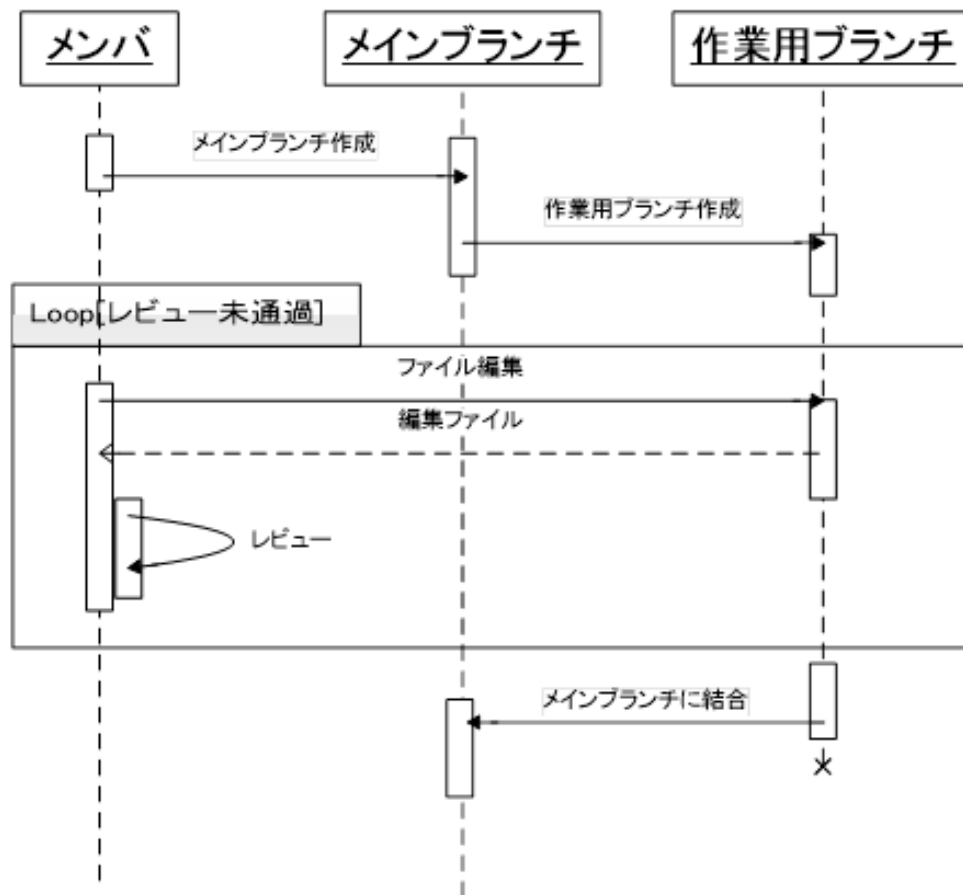 メンバ
メインブランチ
作業用ブランチ
メインブランチ作成
作業用ブランチ作成
Loop[レビュー未通過]
ファイル編集
編集ファイル
レビュー
メインブランチに結合